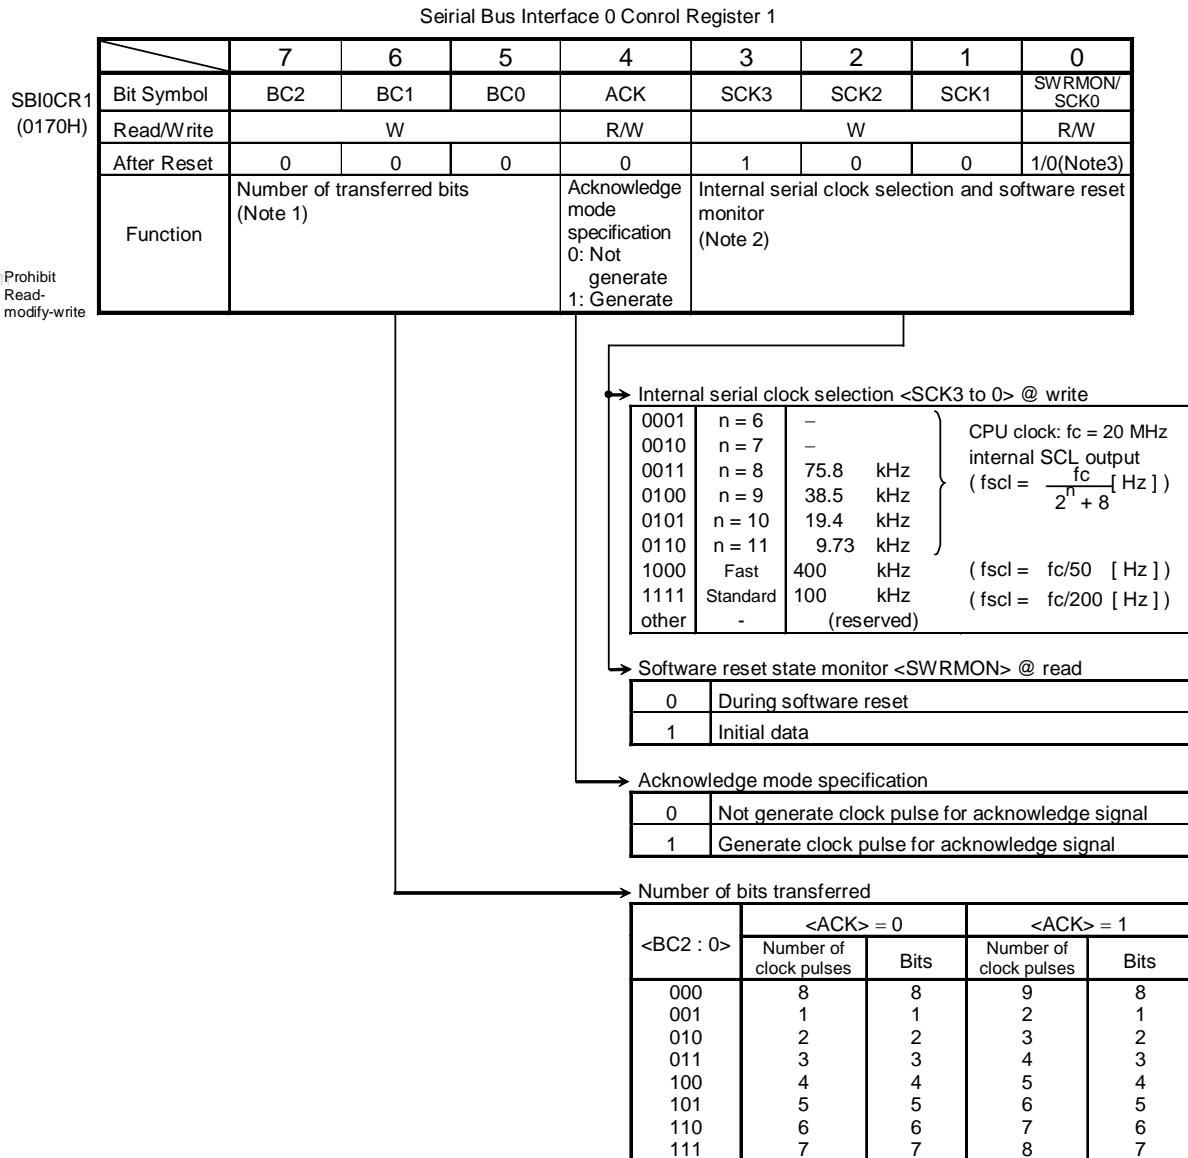 Seirial Bus Interface 0 Conrol Register 1
7 6 5 4 3 2 1 0
SBI0CR1
(0170H)
Bit Symbol BC2 BC1 BC0 ACK SCK3 SCK2 SCK1 SWRMON/
SCK0
Read/Write W R/W W R/W
After Reset 0 0 0 0 1 0 0 1/0(Note3)
Function
Number of transferred bits
(Note 1)
Acknowledge
mode
specification
0: Not
generate
1: Generate
Internal serial clock selection and software reset
monitor
(Note 2)
Prohibit
Read-
modify-write
Internal serial clock selection <SCK3 to 0> @ write
0001 n = 6 –
0010 n = 7 –
0011 n = 8 75.8 kHz
0100 n = 9 38.5 kHz
0101 n = 10 19.4 kHz
0110 n = 11 9.73 kHz
1000 Fast 400 kHz
1111 Standard 100 kHz
other - (reserved)
CPU clock: fc = 20 MHz
internal SCL output
( fscl = fc / 2^n + 8 [ Hz ] )
( fscl = fc/50 [ Hz ] )
( fscl = fc/200 [ Hz ] )
Software reset state monitor <SWRMON> @ read
0 During software reset
1 Initial data
Acknowledge mode specification
0 Not generate clock pulse for acknowledge signal
1 Generate clock pulse for acknowledge signal
Number of bits transferred
<BC2 : 0> <ACK> = 0 <ACK> = 1
Number of
clock pulses Bits Number of
clock pulses Bits
000 8 8 9 8
001 1 1 2 1
010 2 2 3 2
011 3 3 4 3
100 4 4 5 4
101 5 5 6 5
110 6 6 7 6
111 7 7 8 7